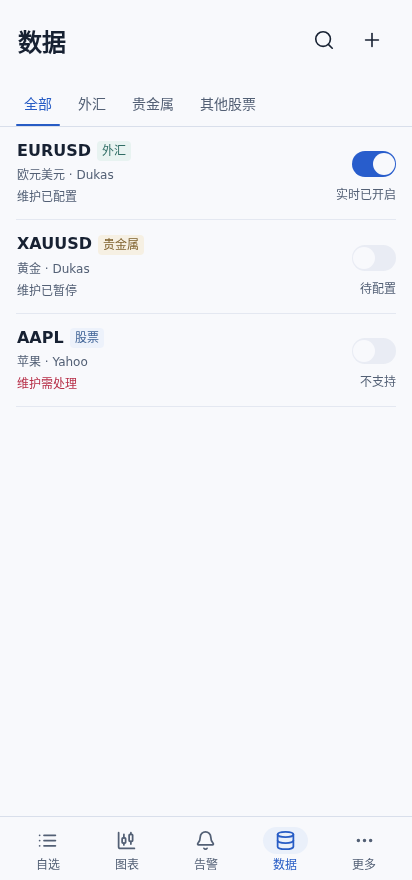 数据
全部 外汇 贵金属 其他股票
EURUSD 外汇
欧元美元 · Dukas
维护已配置
实时已开启
XAUUSD 贵金属
黄金 · Dukas
维护已暂停
待配置
AAPL 股票
苹果 · Yahoo
维护需处理
不支持
自选 图表 告警 数据 更多